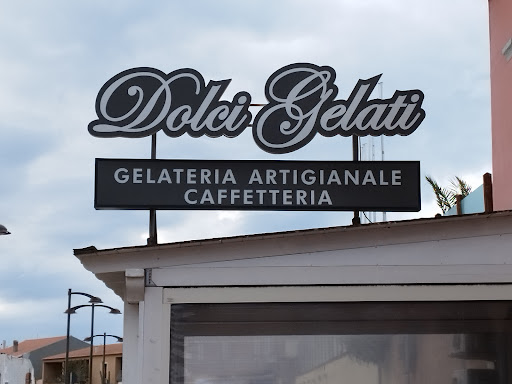 Dolci Gelati
GELATERIA ARTIGIANALE
CAFFETTERIA